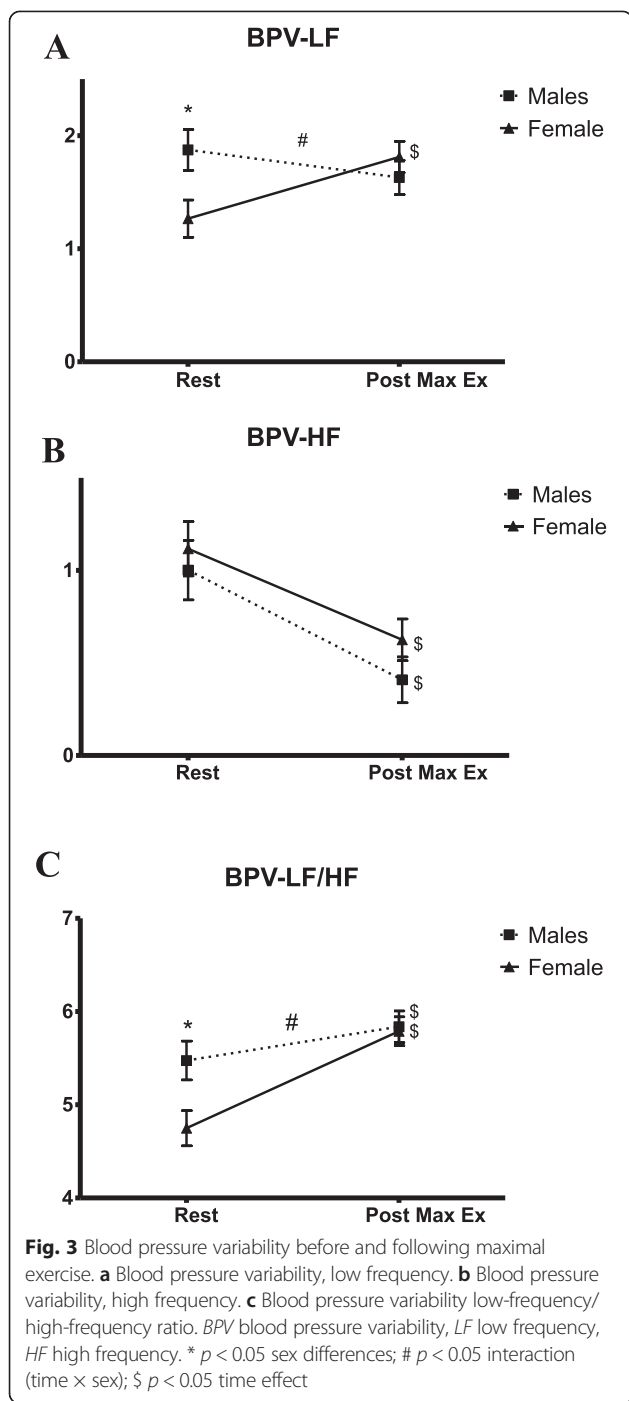 A
BPV-LF
*
#
$
Males
Female
2
1
0
Rest Post Max Ex
B
BPV-HF
Males
Female
1
$
$
0
Rest Post Max Ex
C
BPV-LF/HF
7
Males
Female
*
#
$
$
6
5
4
Rest Post Max Ex
Fig. 3 Blood pressure variability before and following maximal
exercise. a Blood pressure variability, low frequency. b Blood pressure
variability, high frequency. c Blood pressure variability low-frequency/
high-frequency ratio. BPV blood pressure variability, LF low frequency,
HF high frequency. * p < 0.05 sex differences; # p < 0.05 interaction
(time × sex); $ p < 0.05 time effect